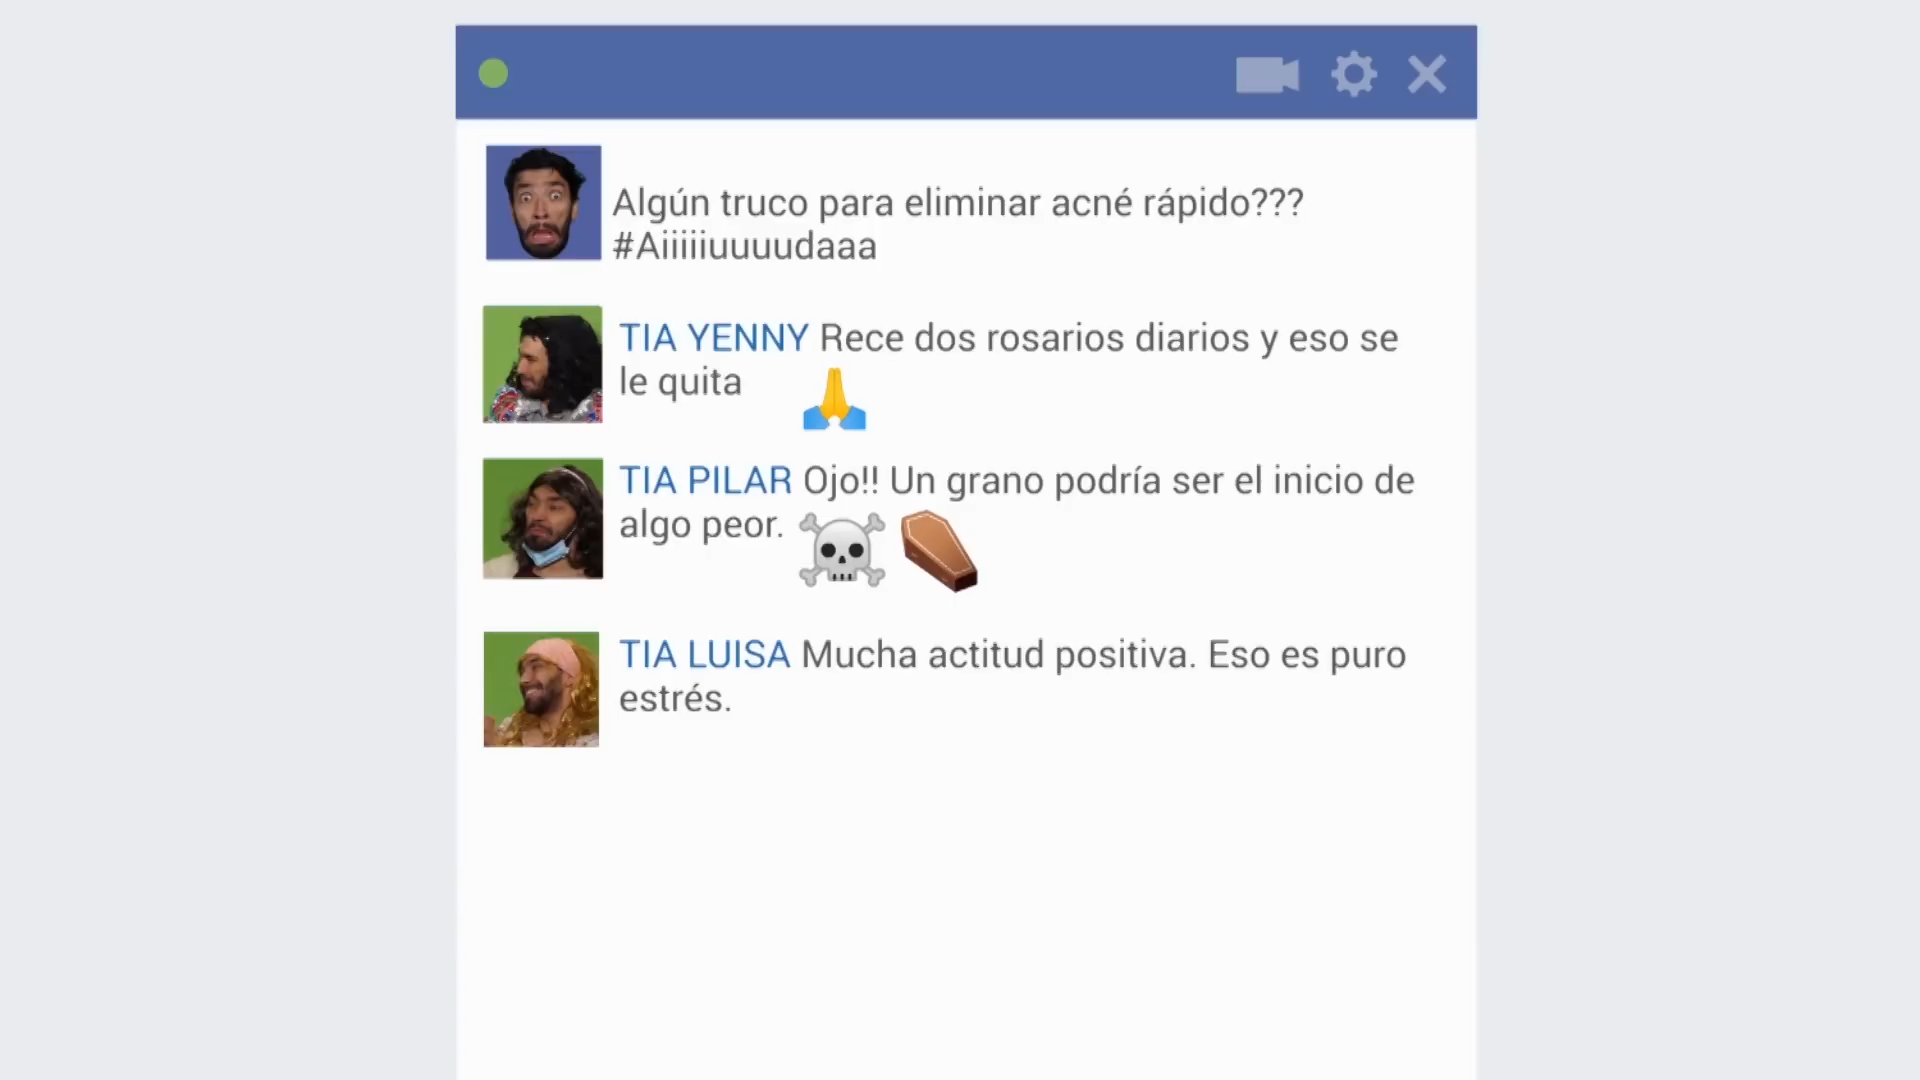 Algún truco para eliminar acné rápido???
#Aiiiiiuuuudaaa
TIA YENNY Rece dos rosarios diarios y eso se
le quita 🙏
TIA PILAR Ojo!! Un grano podría ser el inicio de
algo peor. ☠️ ⚰️
TIA LUISA Mucha actitud positiva. Eso es puro
estrés.